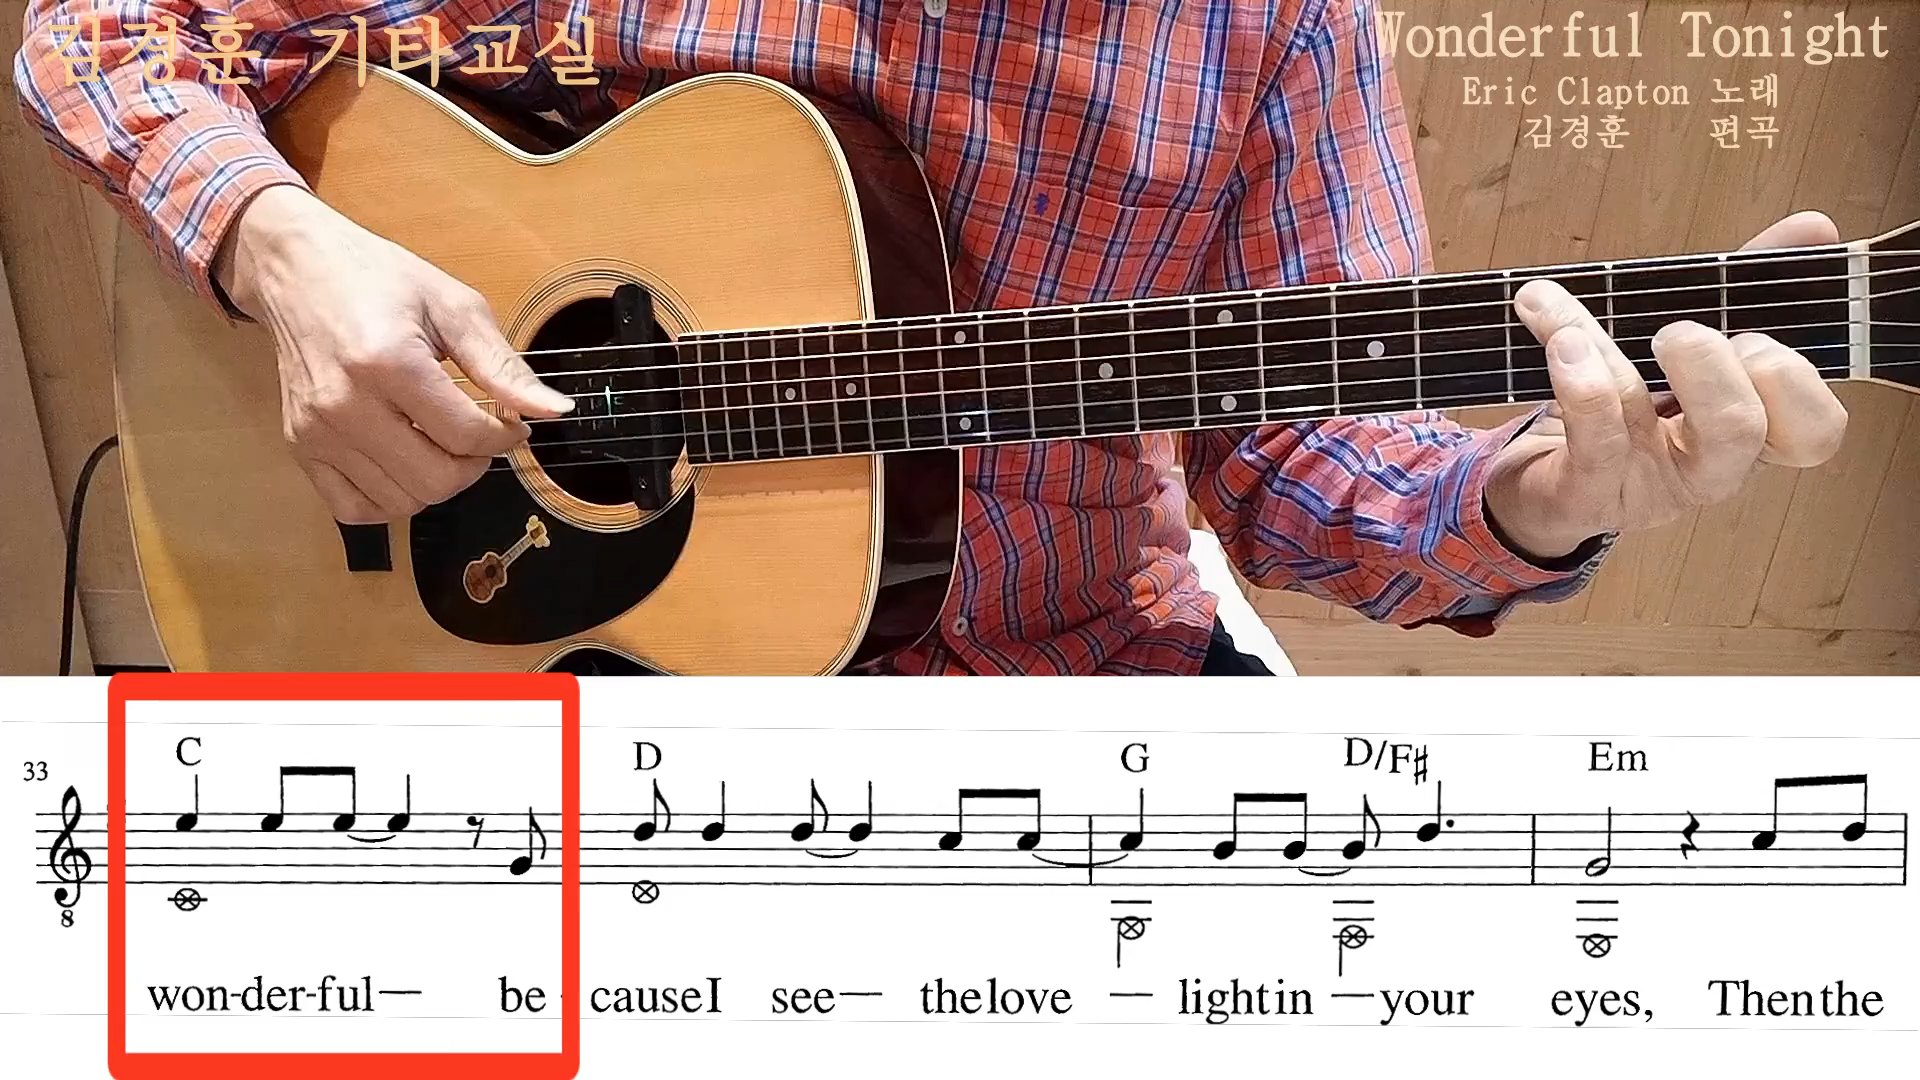 김경훈 기타교실
Wonderful Tonight
Eric Clapton 노래
김경훈 편곡
C D G D/F♯ Em
33
8
won-der-ful— be - cause I see— the love — light in —your eyes, Then the